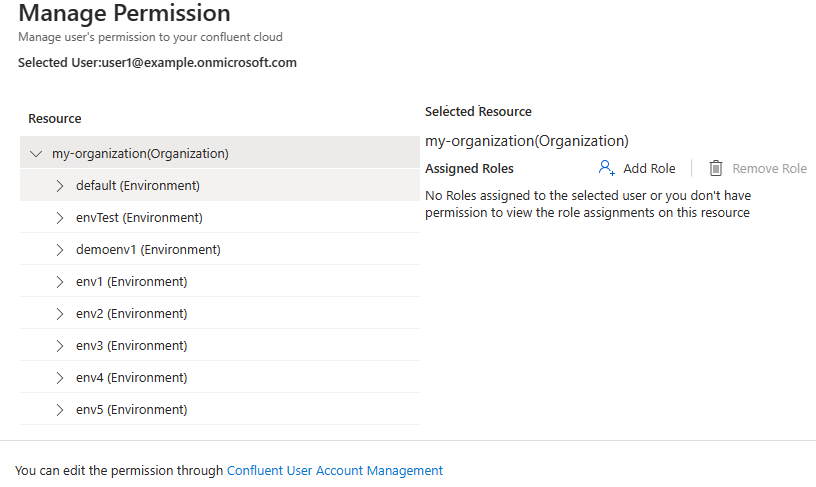 Manage Permission
Manage user's permission to your confluent cloud
Selected User:user1@example.onmicrosoft.com
Resource
my-organization(Organization)
default (Environment)
envTest (Environment)
demoenv1 (Environment)
env1 (Environment)
env2 (Environment)
env3 (Environment)
env4 (Environment)
env5 (Environment)
Selected Resource
my-organization(Organization)
Assigned Roles Add Role Remove Role
No Roles assigned to the selected user or you don't have
permission to view the role assignments on this resource
You can edit the permission through Confluent User Account Management